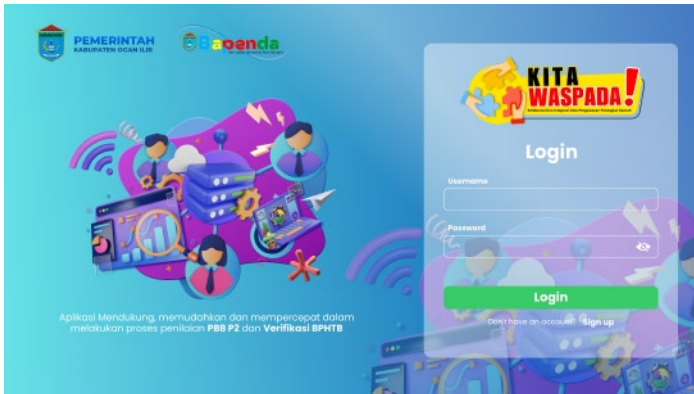 PEMERINTAH
KABUPATEN OGAN ILIR
Bapenda
KITA
WASPADA!
Login
Username
Password
Login
Don't have an account? Sign up
Aplikasi Mendukung, memudahkan dan mempercepat dalam
melakukan proses penilaian PBB P2 dan Verifikasi BPHTB